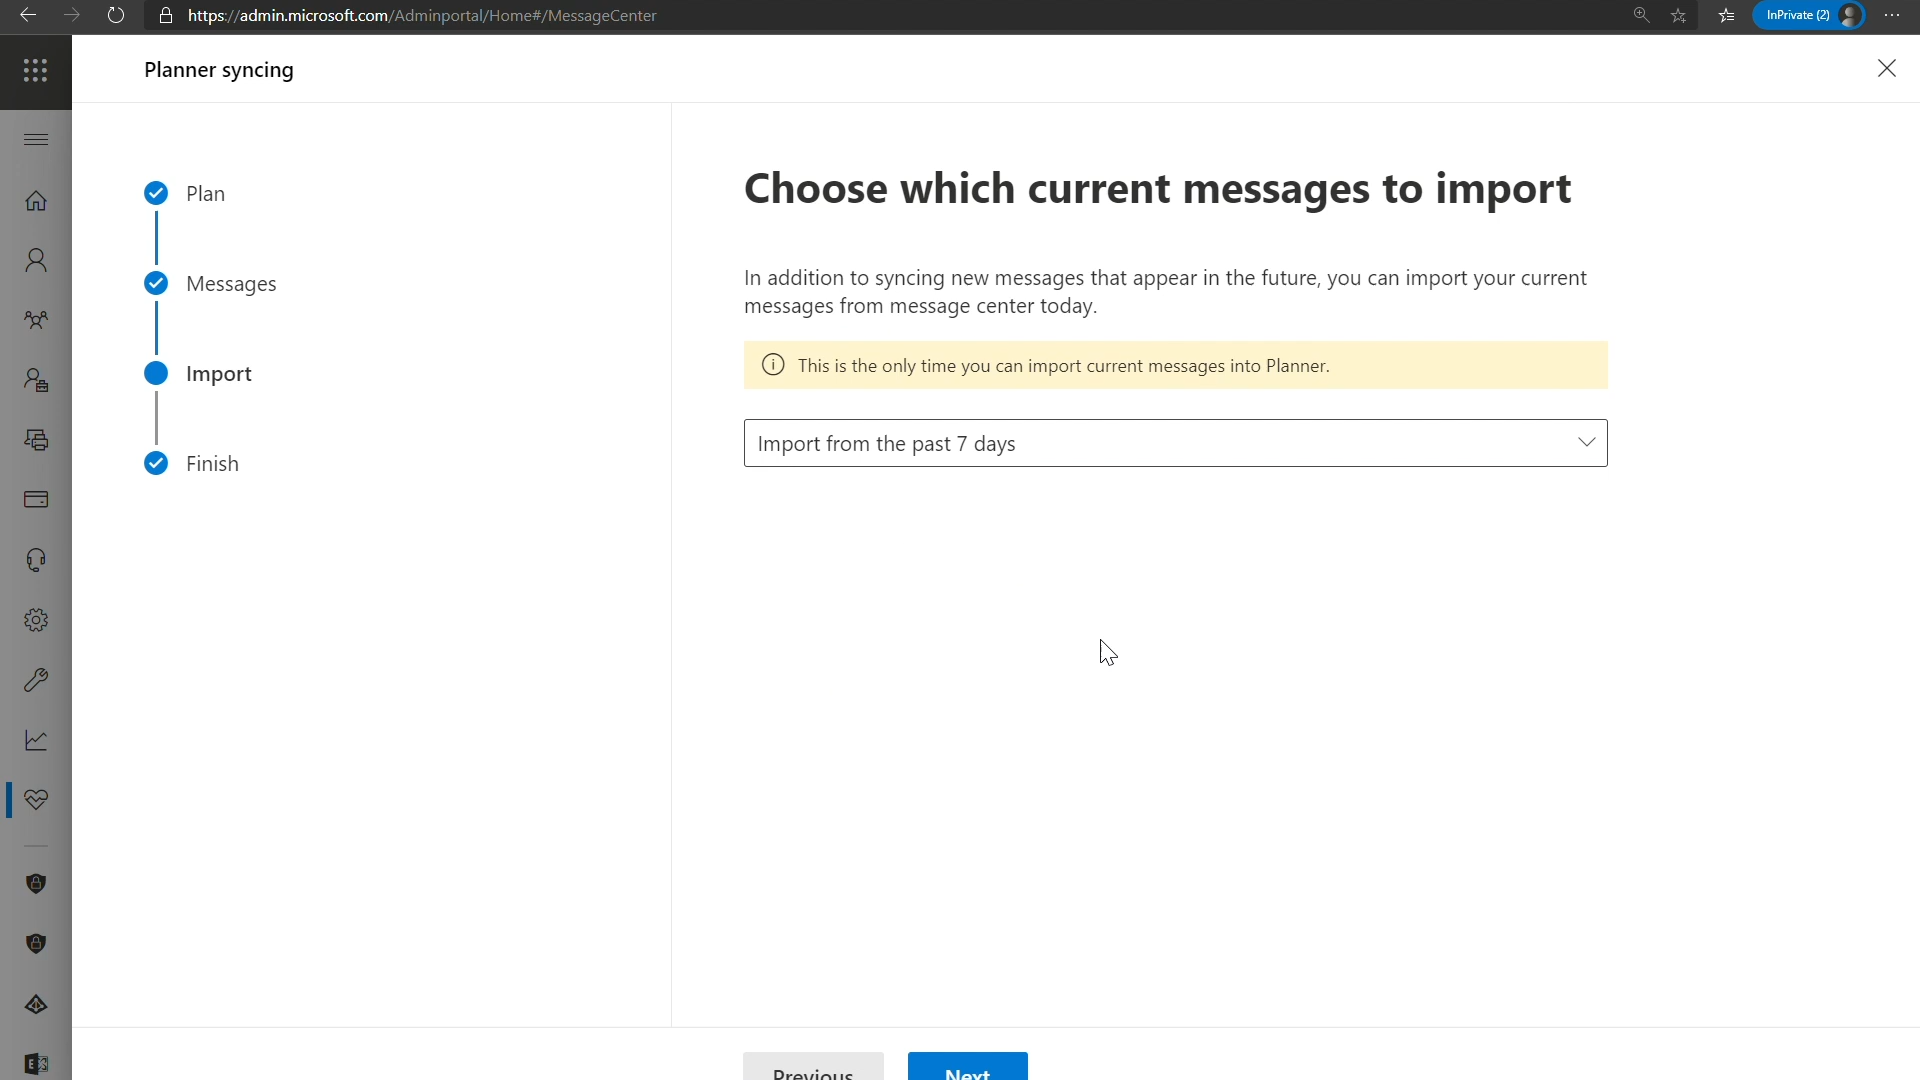 https://admin.microsoft.com/Adminportal/Home#/MessageCenter
InPrivate (2)
Planner syncing
Plan
Messages
Import
Finish
Choose which current messages to import
In addition to syncing new messages that appear in the future, you can import your current
messages from message center today.
This is the only time you can import current messages into Planner.
Import from the past 7 days
Previous
Next